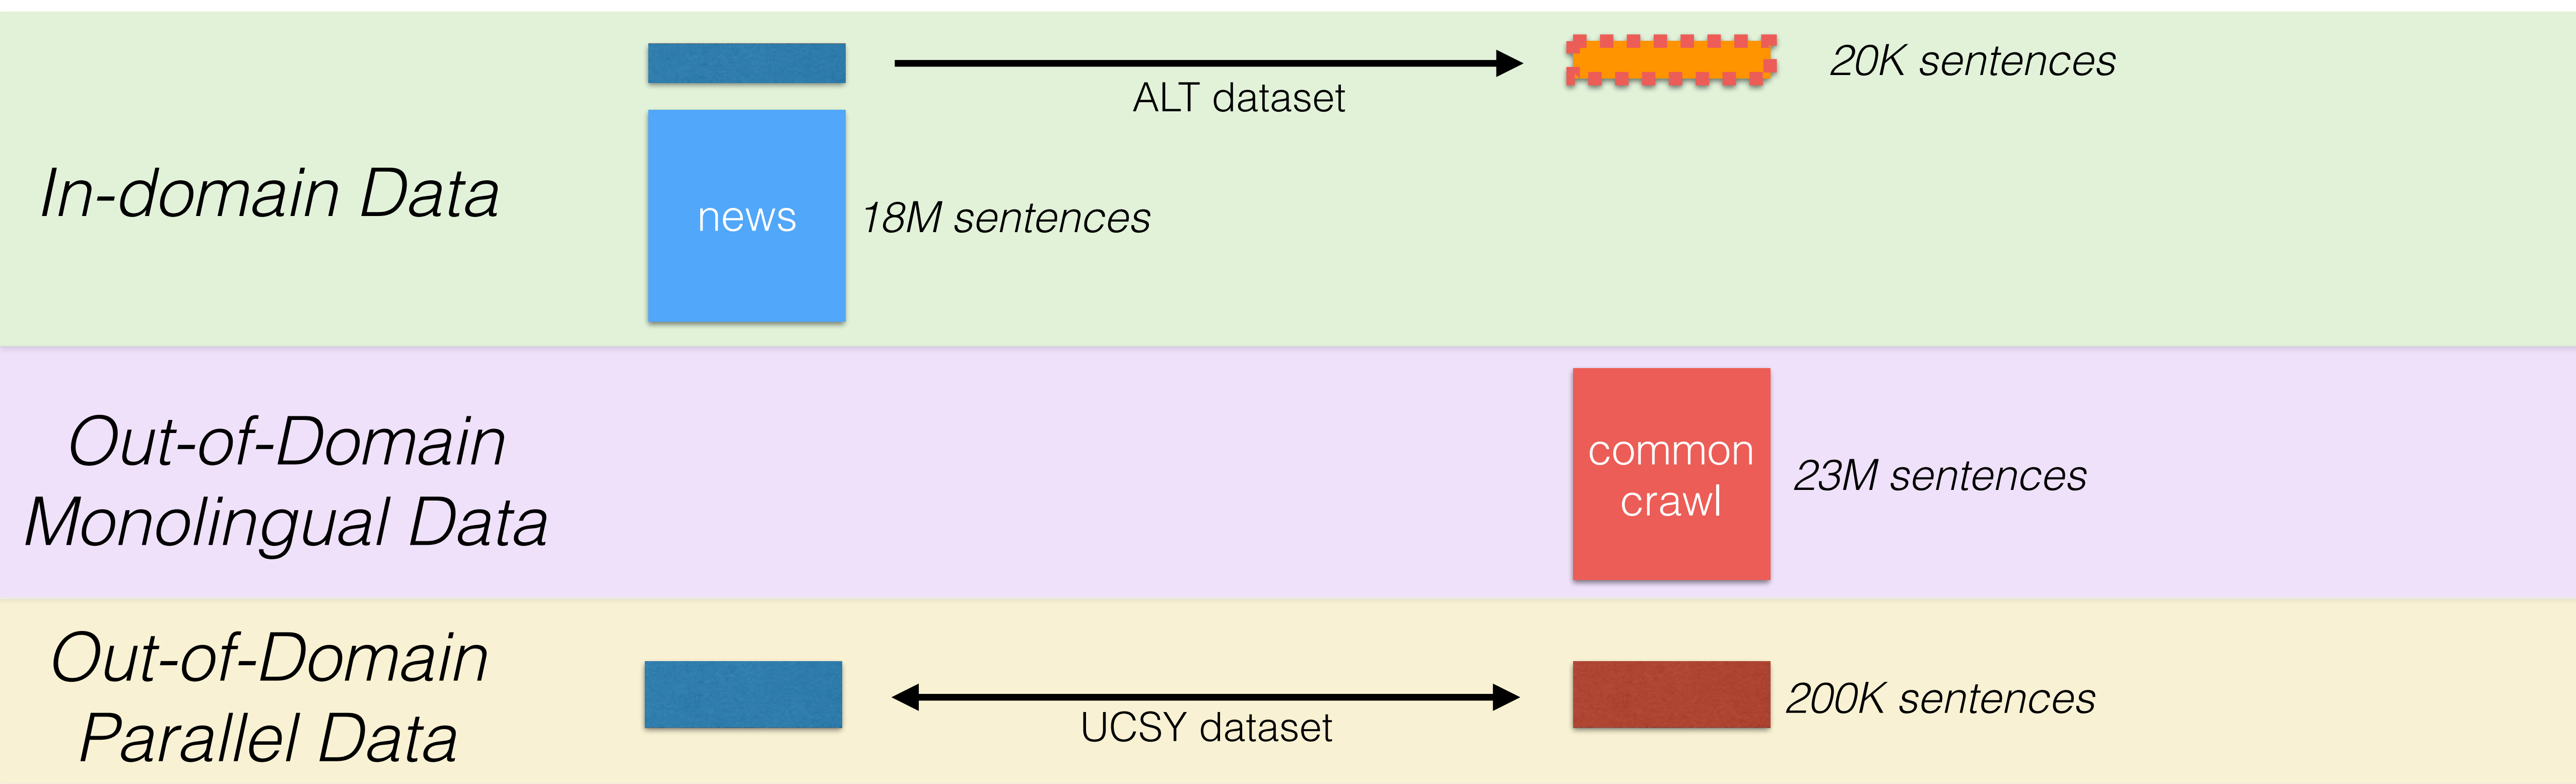 20K sentences
ALT dataset
In-domain Data
news
18M sentences
Out-of-Domain
Monolingual Data
common
crawl
23M sentences
Out-of-Domain
Parallel Data
UCSY dataset
200K sentences